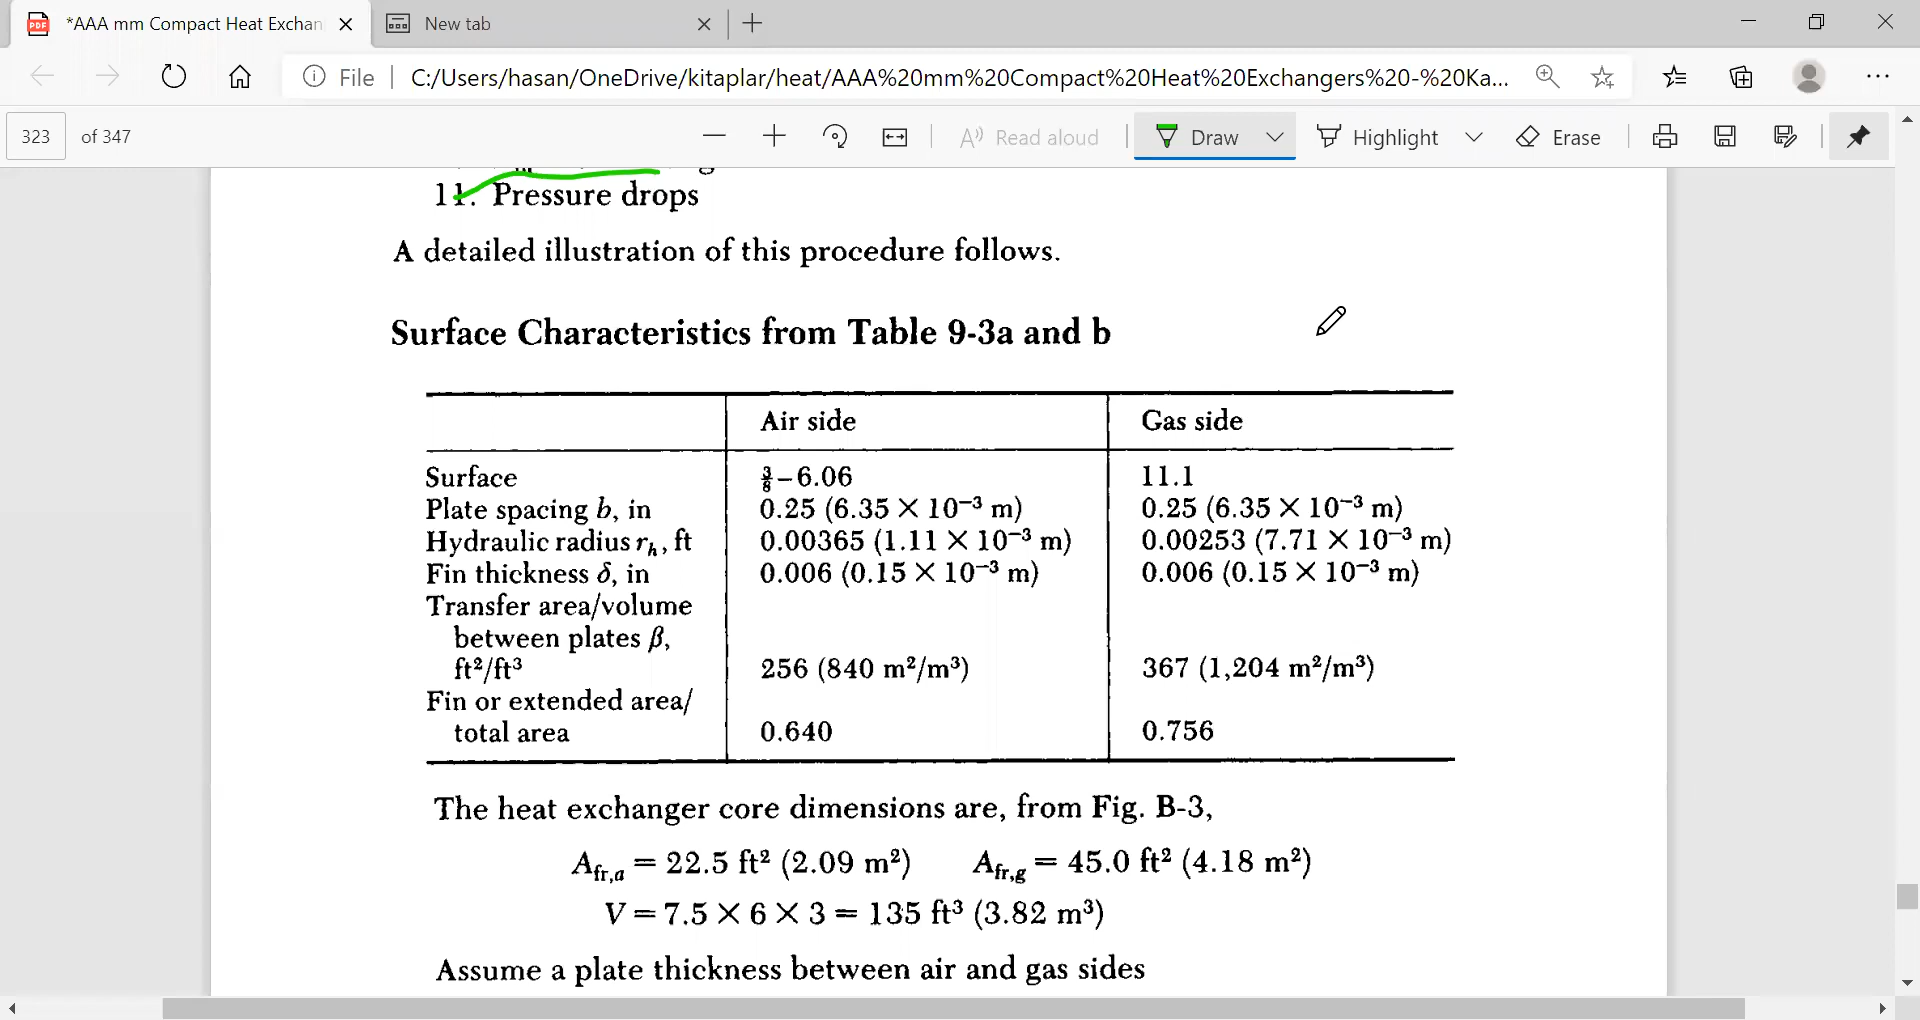 *AAA mm Compact Heat Exchan
New tab
File
C:/Users/hasan/OneDrive/kitaplar/heat/AAA%20mm%20Compact%20Heat%20Exchangers%20-%20Ka...
323 of 347
Read aloud
Draw
Highlight
Erase
11. Pressure drops
A detailed illustration of this procedure follows.
Surface Characteristics from Table 9-3a and b
Air side Gas side
Surface ⅜–6.06 11.1
Plate spacing b, in 0.25 (6.35 × 10⁻³ m) 0.25 (6.35 × 10⁻³ m)
Hydraulic radius rₕ, ft 0.00365 (1.11 × 10⁻³ m) 0.00253 (7.71 × 10⁻³ m)
Fin thickness δ, in 0.006 (0.15 × 10⁻³ m) 0.006 (0.15 × 10⁻³ m)
Transfer area/volume
between plates β,
ft²/ft³ 256 (840 m²/m³) 367 (1,204 m²/m³)
Fin or extended area/
total area 0.640 0.756
The heat exchanger core dimensions are, from Fig. B-3,
A_fr,a = 22.5 ft² (2.09 m²) A_fr,g = 45.0 ft² (4.18 m²)
V = 7.5 × 6 × 3 = 135 ft³ (3.82 m³)
Assume a plate thickness between air and gas sides